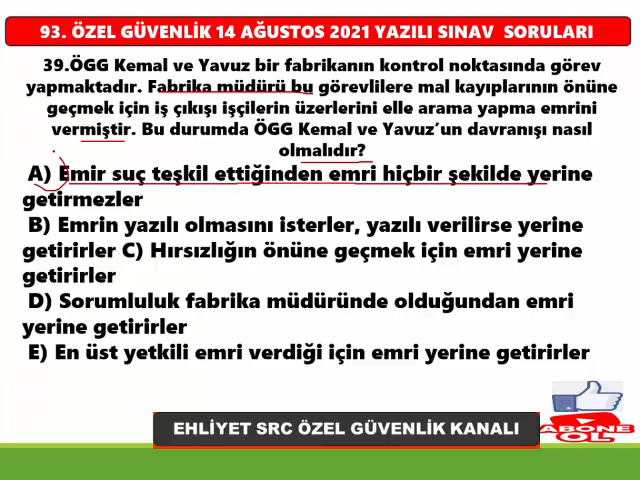 93. ÖZEL GÜVENLİK 14 AĞUSTOS 2021 YAZILI SINAV SORULARI
39.ÖGG Kemal ve Yavuz bir fabrikanın kontrol noktasında görev
yapmaktadır. Fabrika müdürü bu görevlilere mal kayıplarının önüne
geçmek için iş çıkışı işçilerin üzerlerini elle arama yapma emrini
vermiştir. Bu durumda ÖGG Kemal ve Yavuz'un davranışı nasıl
olmalıdır?
A) Emir suç teşkil ettiğinden emri hiçbir şekilde yerine
getirmezler
B) Emrin yazılı olmasını isterler, yazılı verilirse yerine
getirirler C) Hırsızlığın önüne geçmek için emri yerine
getirirler
D) Sorumluluk fabrika müdüründe olduğundan emri
yerine getirirler
E) En üst yetkili emri verdiği için emri yerine getirirler
EHLİYET SRC ÖZEL GÜVENLİK KANALI
ABONE
OL